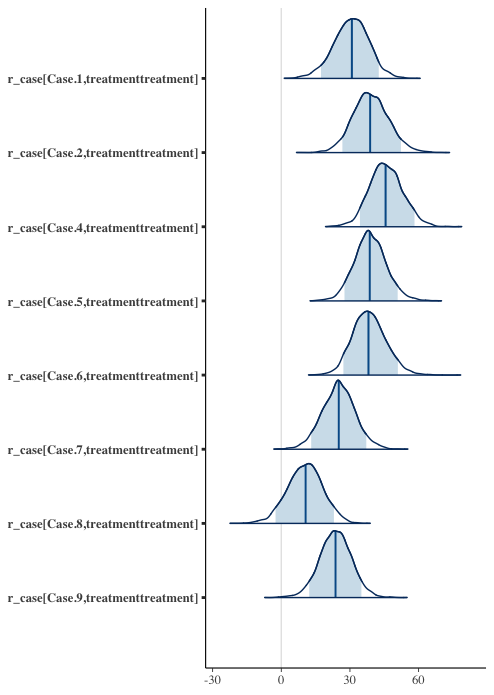 r_case[Case.1,treatmenttreatment]
r_case[Case.2,treatmenttreatment]
r_case[Case.4,treatmenttreatment]
r_case[Case.5,treatmenttreatment]
r_case[Case.6,treatmenttreatment]
r_case[Case.7,treatmenttreatment]
r_case[Case.8,treatmenttreatment]
r_case[Case.9,treatmenttreatment]
-30 0 30 60